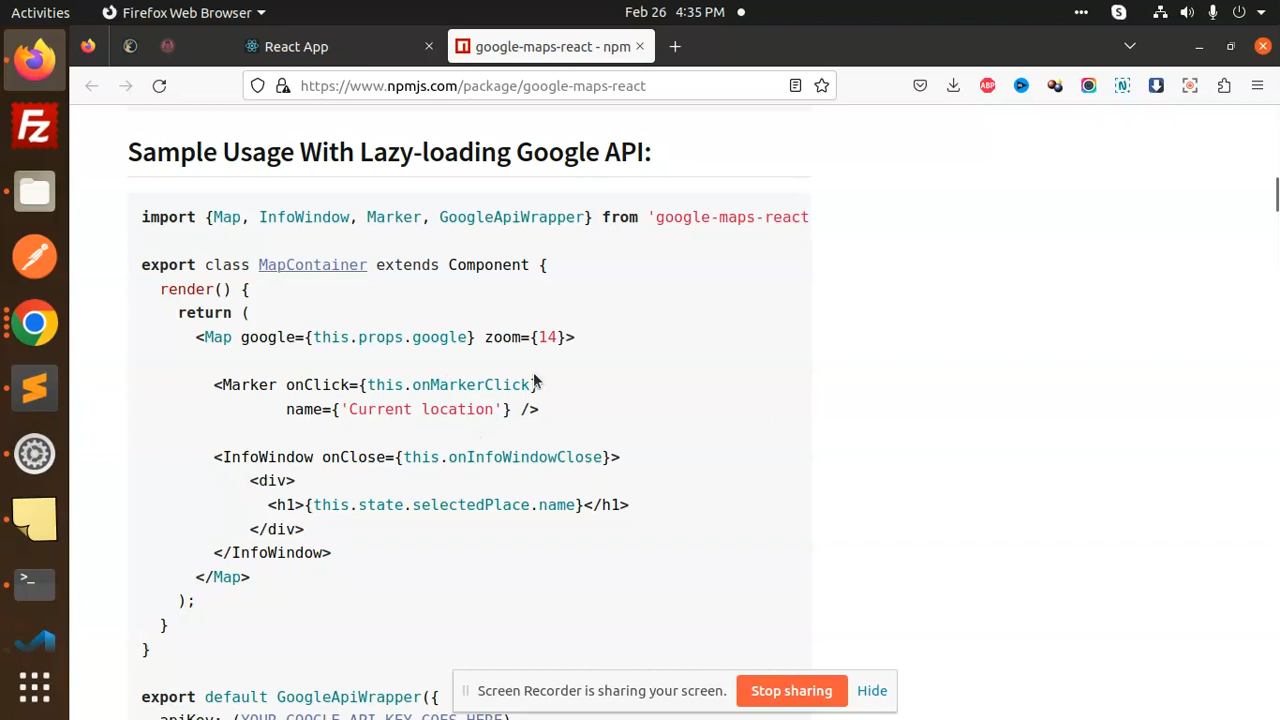 Activities
Firefox Web Browser
Feb 26 4:35 PM
React App
google-maps-react - npm
https://www.npmjs.com/package/google-maps-react
ABP
Sample Usage With Lazy-loading Google API:
import {Map, InfoWindow, Marker, GoogleApiWrapper} from 'google-maps-react
export class MapContainer extends Component {
render() {
return (
<Map google={this.props.google} zoom={14}>
<Marker onClick={this.onMarkerClick}
name={'Current location'} />
<InfoWindow onClose={this.onInfoWindowClose}>
<div>
<h1>{this.state.selectedPlace.name}</h1>
</div>
</InfoWindow>
</Map>
);
}
}
export default GoogleApiWrapper({
apiKey: (YOUR_GOOGLE_API_KEY_GOES_HERE)
Screen Recorder is sharing your screen.
Stop sharing
Hide